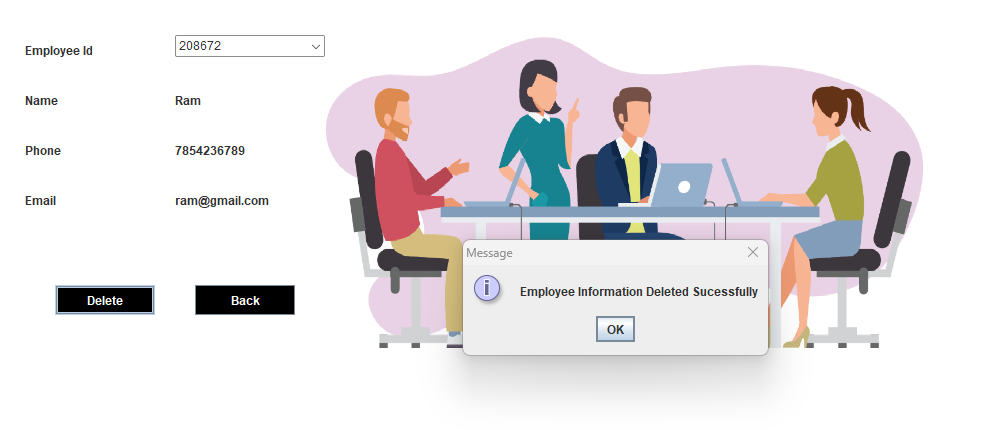 Employee Id 208672
Name Ram
Phone 7854236789
Email ram@gmail.com
Delete Back
Message
Employee Information Deleted Sucessfully
OK